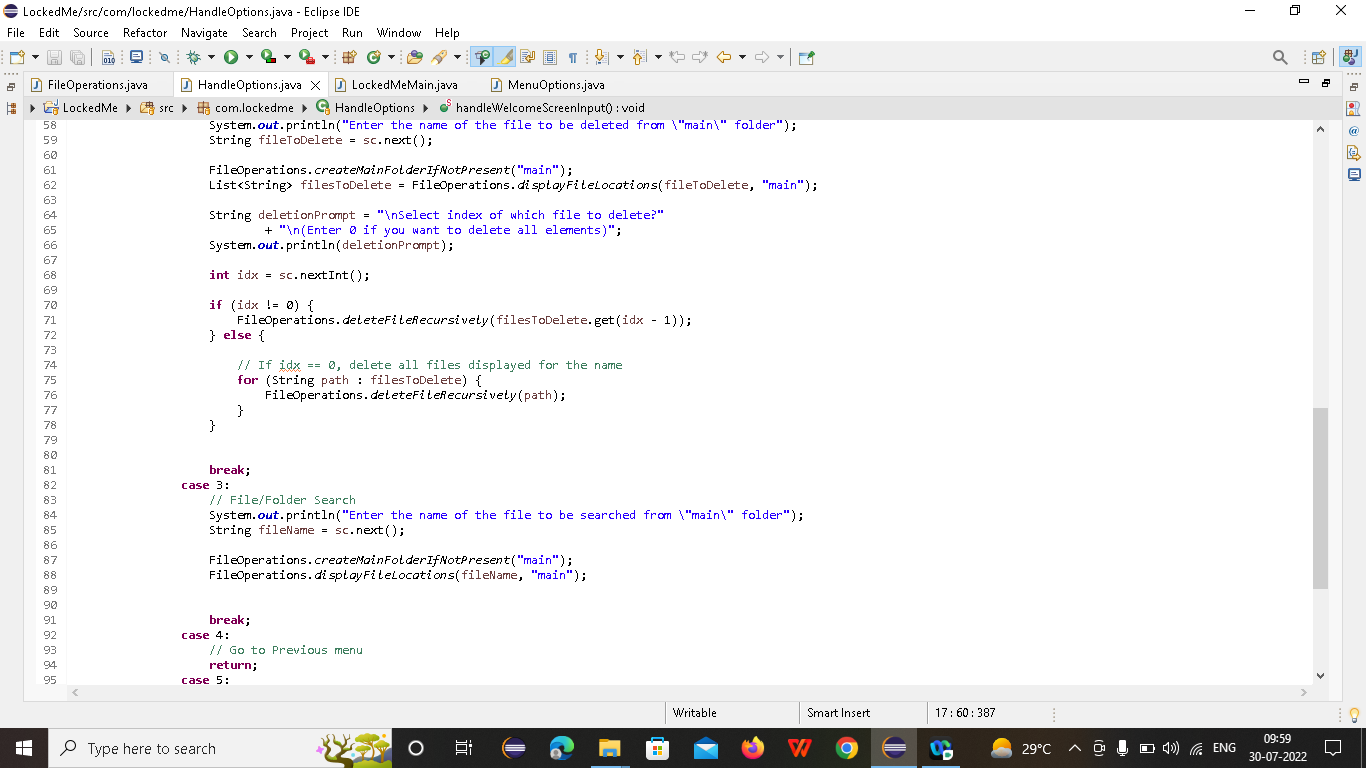 LockedMe/src/com/lockedme/HandleOptions.java - Eclipse IDE
File Edit Source Refactor Navigate Search Project Run Window Help
FileOperations.java HandleOptions.java LockedMeMain.java MenuOptions.java
LockedMe src com.lockedme HandleOptions handleWelcomeScreenInput() : void
58 System.out.println("Enter the name of the file to be deleted from \"main\" folder");
59 String fileToDelete = sc.next();
60
61 FileOperations.createMainFolderIfNotPresent("main");
62 List<String> filesToDelete = FileOperations.displayFileLocations(fileToDelete, "main");
63
64 String deletionPrompt = "\nSelect index of which file to delete?"
65 + "\n(Enter 0 if you want to delete all elements)";
66 System.out.println(deletionPrompt);
67
68 int idx = sc.nextInt();
69
70 if (idx != 0) {
71 FileOperations.deleteFileRecursively(filesToDelete.get(idx - 1));
72 } else {
73
74 // If idx == 0, delete all files displayed for the name
75 for (String path : filesToDelete) {
76 FileOperations.deleteFileRecursively(path);
77 }
78 }
79
80
81 break;
82 case 3:
83 // File/Folder Search
84 System.out.println("Enter the name of the file to be searched from \"main\" folder");
85 String fileName = sc.next();
86
87 FileOperations.createMainFolderIfNotPresent("main");
88 FileOperations.displayFileLocations(fileName, "main");
89
90
91 break;
92 case 4:
93 // Go to Previous menu
94 return;
95 case 5:
Writable Smart Insert 17 : 60 : 387
Type here to search 29°C ENG 09:59
30-07-2022